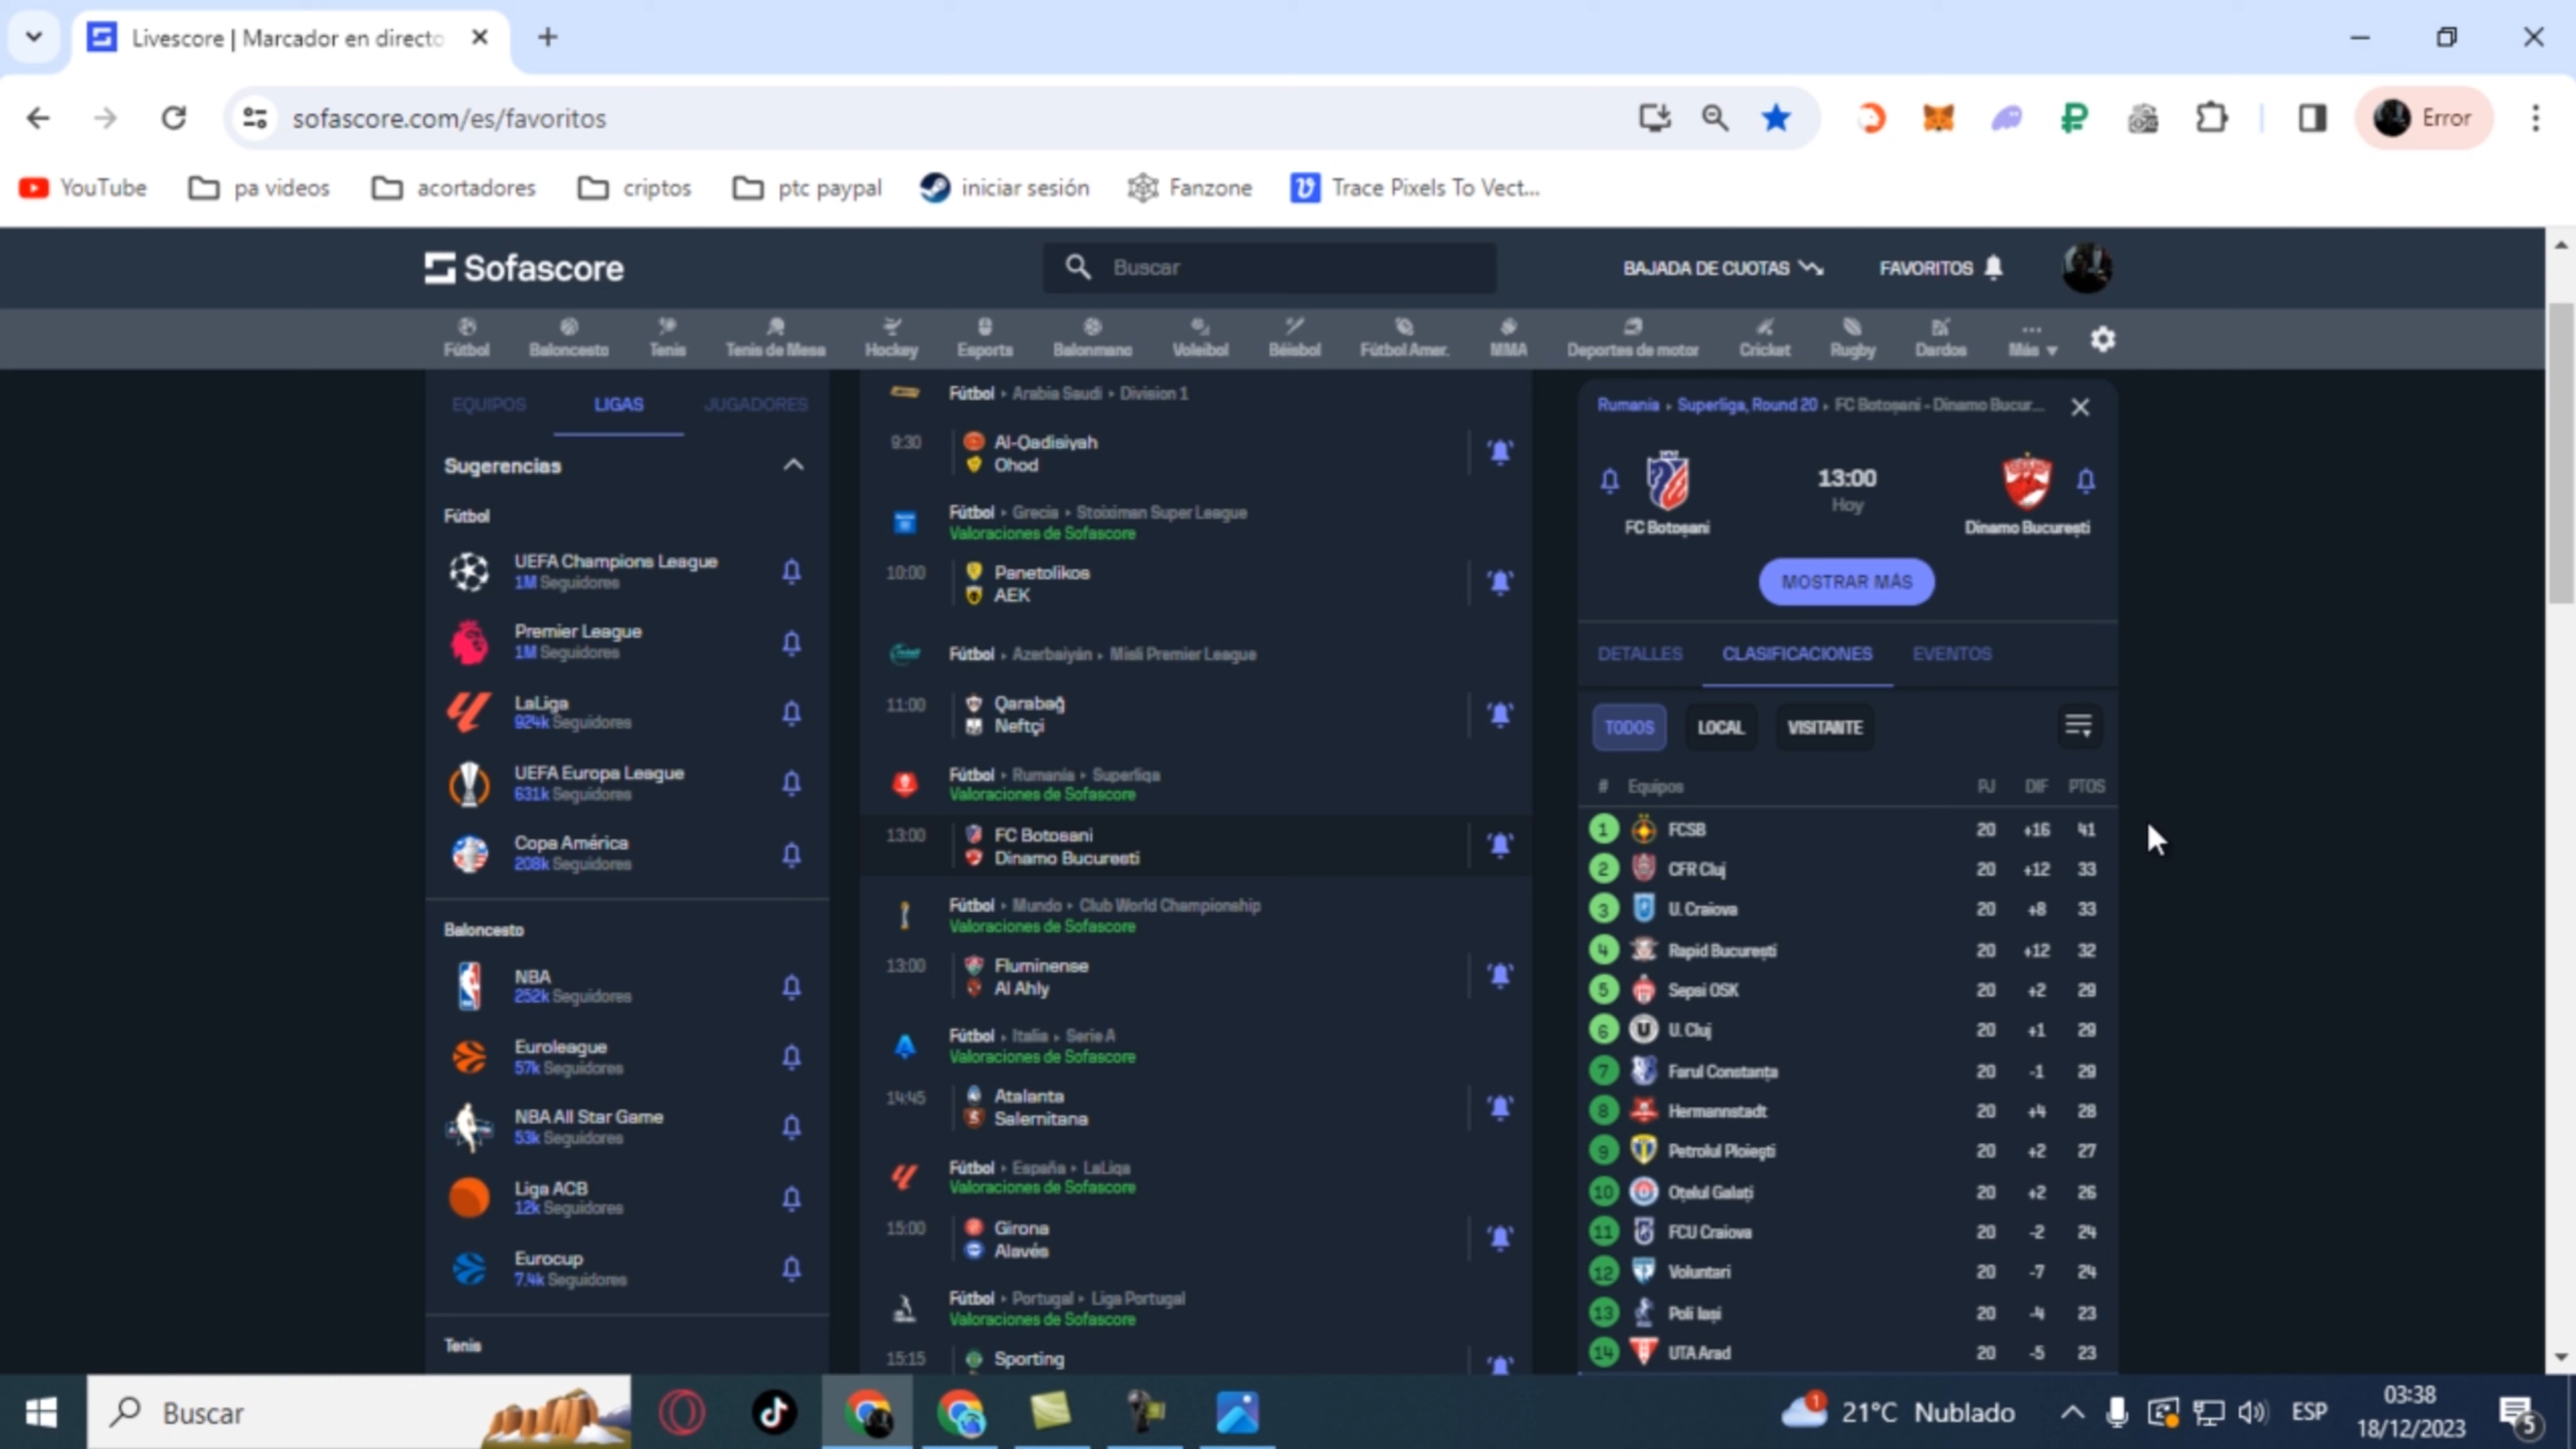 Livescore | Marcador en directo
sofascore.com/es/favoritos
Error
YouTube
pa videos
acortadores
criptos
ptc paypal
iniciar sesión
Fanzone
Trace Pixels To Vect...
Sofascore
Buscar
BAJADA DE CUOTAS
FAVORITOS
Fútbol
Baloncesto
Tenis
Tenis de Mesa
Hockey
Esports
Balonmano
Voleibol
Béisbol
Fútbol Amer.
MMA
Deportes de motor
Cricket
Rugby
Dardos
Más
EQUIPOS
LIGAS
JUGADORES
Sugerencias
Fútbol
UEFA Champions League
1M Seguidores
Premier League
1M Seguidores
LaLiga
924k Seguidores
UEFA Europa League
631k Seguidores
Copa América
208k Seguidores
Baloncesto
NBA
252k Seguidores
Euroleague
57k Seguidores
NBA All Star Game
53k Seguidores
Liga ACB
12k Seguidores
Eurocup
7.4k Seguidores
Tenis
Fútbol Arabia Saudí Division 1
9:30
Al-Qadisiyah
Ohod
Fútbol Grecia Stoiximan Super League
Valoraciones de Sofascore
10:00
Panetolikos
AEK
Fútbol Azerbaiyán Misli Premier League
11:00
Qarabağ
Neftçi
Fútbol Rumania Superliga
Valoraciones de Sofascore
13:00
FC Botoșani
Dinamo București
Fútbol Mundo Club World Championship
Valoraciones de Sofascore
13:00
Fluminense
Al Ahly
Fútbol Italia Serie A
Valoraciones de Sofascore
14:45
Atalanta
Salernitana
Fútbol España LaLiga
Valoraciones de Sofascore
15:00
Girona
Alavés
Fútbol Portugal Liga Portugal
Valoraciones de Sofascore
15:15
Sporting
Rumania Superliga, Round 20 FC Botoșani - Dinamo Bucur...
13:00
Hoy
FC Botoșani
Dinamo București
MOSTRAR MÁS
DETALLES
CLASIFICACIONES
EVENTOS
TODOS
LOCAL
VISITANTE
# Equipos PJ DIF PTOS
1 FCSB 20 +16 41
2 CFR Cluj 20 +12 33
3 U. Craiova 20 +8 33
4 Rapid București 20 +12 32
5 Sepsi OSK 20 +2 29
6 U. Cluj 20 +1 29
7 Farul Constanța 20 -1 29
8 Hermannstadt 20 +4 28
9 Petrolul Ploiești 20 +2 27
10 Oțelul Galați 20 +2 26
11 FCU Craiova 20 -2 24
12 Voluntari 20 -7 24
13 Poli Iași 20 -4 23
14 UTA Arad 20 -5 23
Buscar
1
21°C Nublado
ESP
03:38
18/12/2023
5